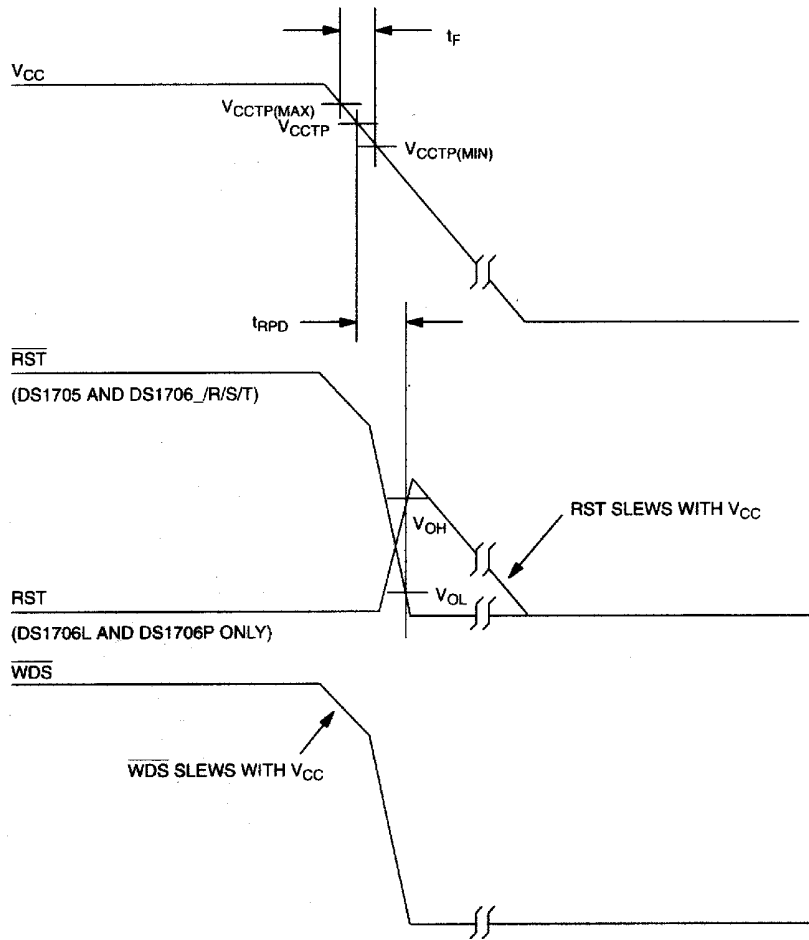 tF
VCC
VCCTP(MAX)
VCCTP
VCCTP(MIN)
tRPD
RST
(DS1705 AND DS1706_/R/S/T)
RST SLEWS WITH VCC
VOH
RST
VOL
(DS1706L AND DS1706P ONLY)
WDS
WDS SLEWS WITH VCC